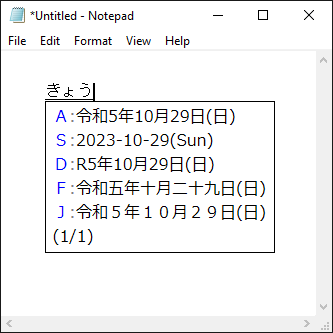 *Untitled - Notepad
File Edit Format View Help
きょう
A:令和5年10月29日(日)
S:2023-10-29(Sun)
D:R5年10月29日(日)
F:令和五年十月二十九日(日)
J:令和５年１０月２９日(日)
(1/1)